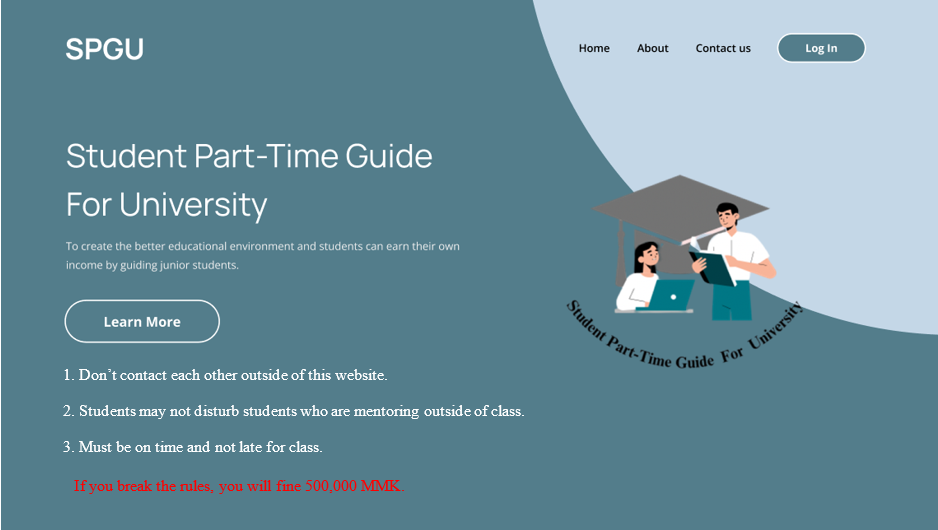 SPGU
Home About Contact us Log In
Student Part-Time Guide
For University
To create the better educational environment and students can earn their own
income by guiding junior students.
Learn More
Student Part-Time Guide For University
1. Don’t contact each other outside of this website.
2. Students may not disturb students who are mentoring outside of class.
3. Must be on time and not late for class.
If you break the rules, you will fine 500,000 MMK.